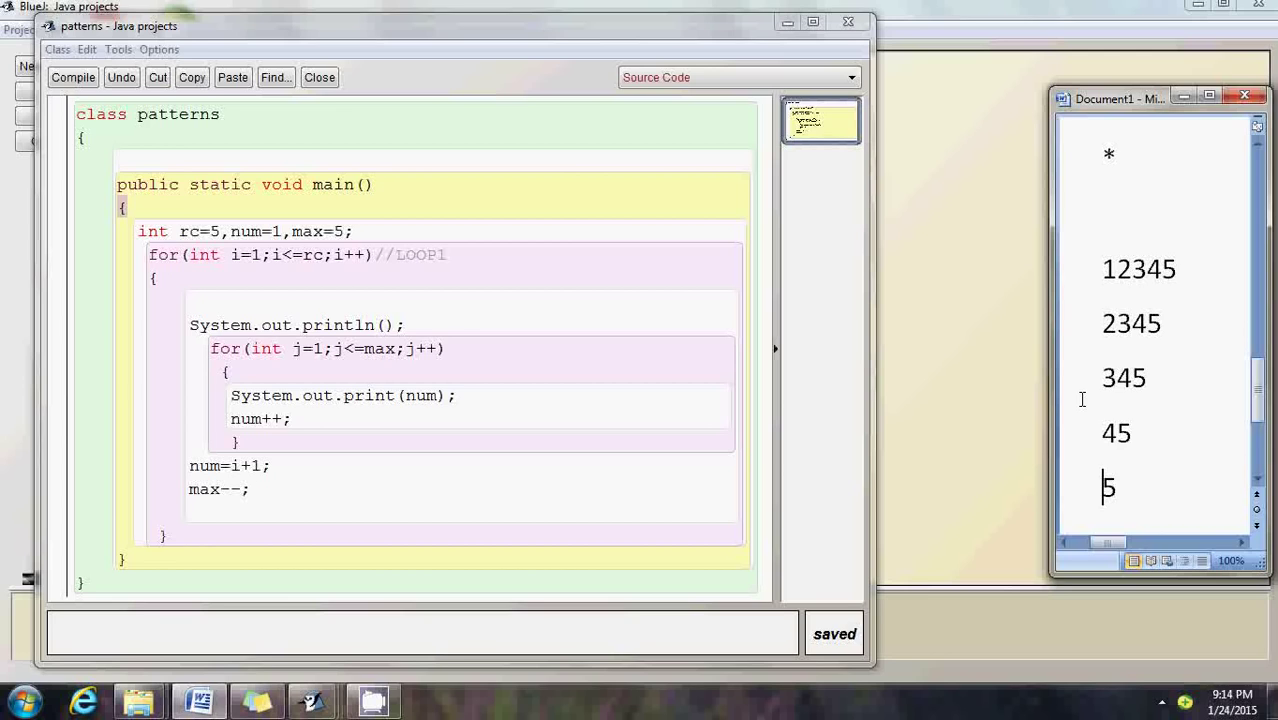 BlueJ: Java projects
Proje
patterns - Java projects
Class Edit Tools Options
Ne
Compile Undo Cut Copy Paste Find... Close
Source Code
class patterns
{
public static void main()
{
int rc=5,num=1,max=5;
for(int i=1;i<=rc;i++)//LOOP1
{
System.out.println();
for(int j=1;j<=max;j++)
{
System.out.print(num);
num++;
}
num=i+1;
max--;
}
}
}
saved
Document1 - Mi...
*
12345
2345
345
45
5
100%
9:14 PM
1/24/2015